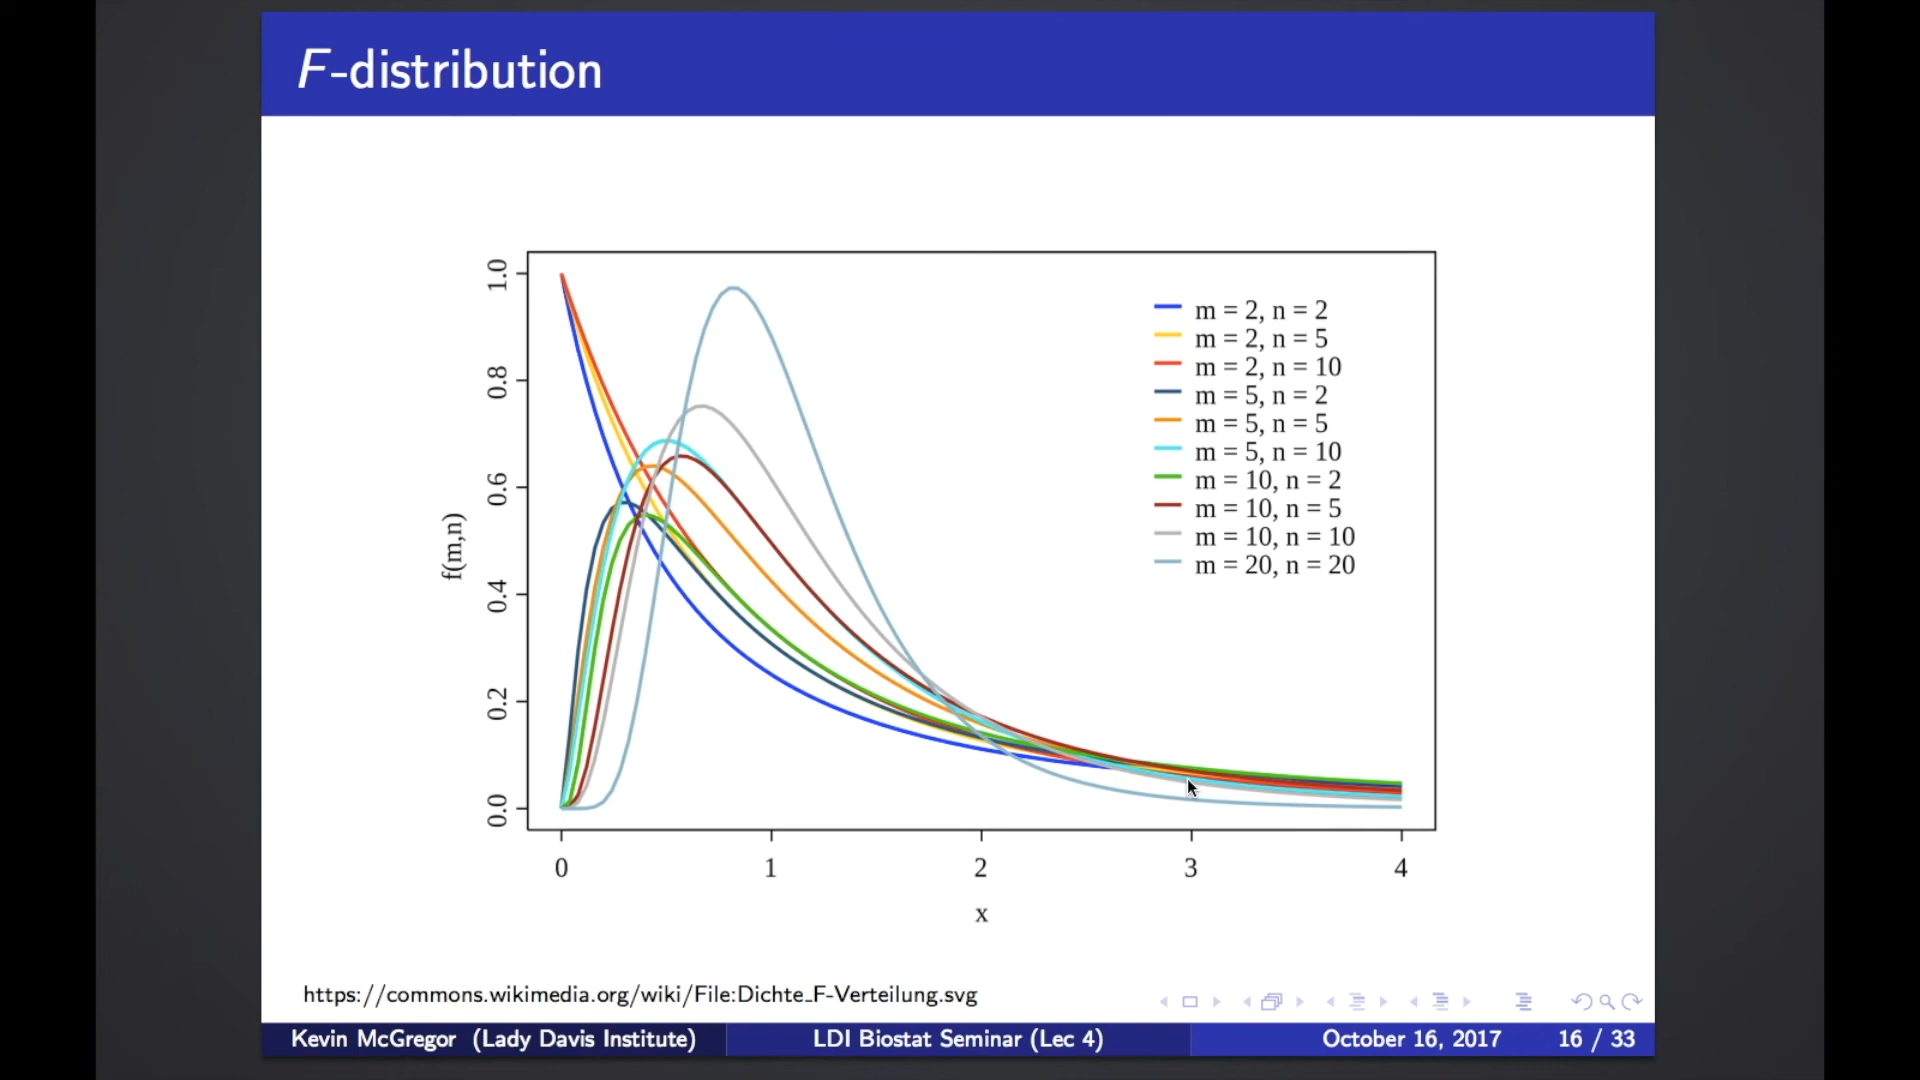 F-distribution
1.0
0.8
0.6
0.4
0.2
0.0
f(m,n)
m = 2, n = 2
m = 2, n = 5
m = 2, n = 10
m = 5, n = 2
m = 5, n = 5
m = 5, n = 10
m = 10, n = 2
m = 10, n = 5
m = 10, n = 10
m = 20, n = 20
0 1 2 3 4
x
https://commons.wikimedia.org/wiki/File:Dichte_F-Verteilung.svg
Kevin McGregor (Lady Davis Institute) LDI Biostat Seminar (Lec 4) October 16, 2017 16 / 33